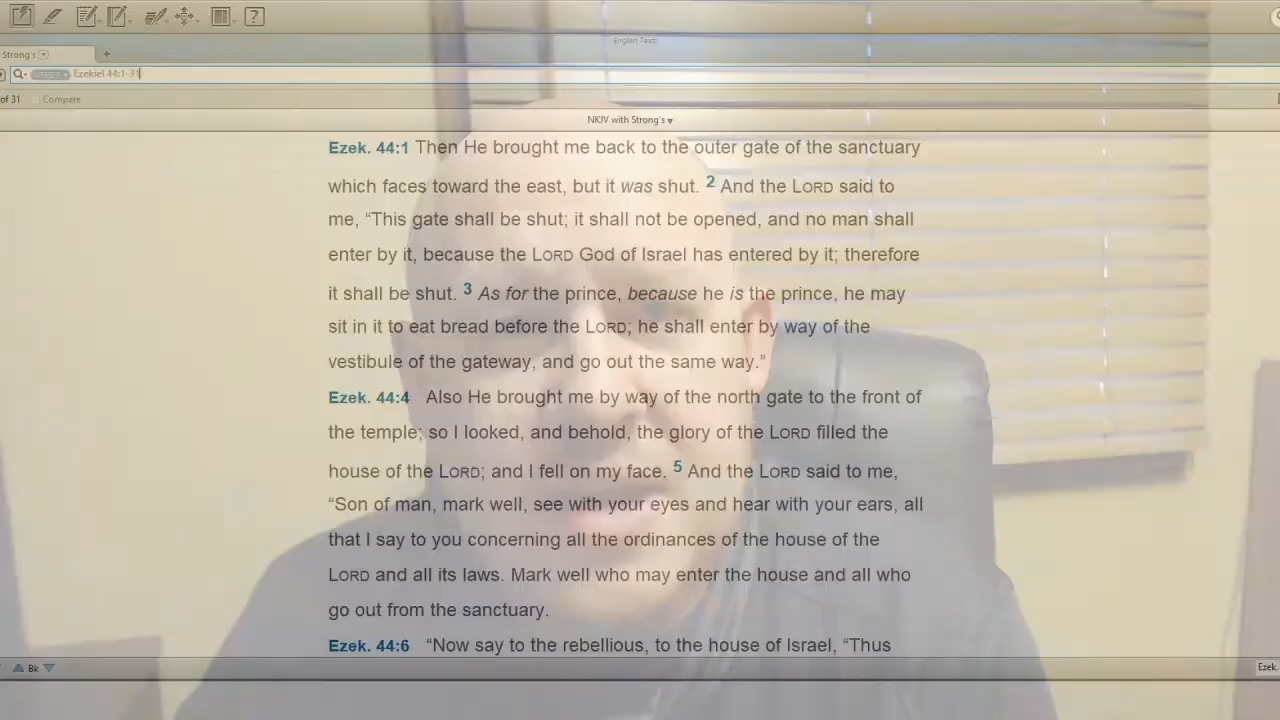 English Texts
Strong's
+
Ezekiel 44:1-31
of 31 Compare
NKJV with Strong's
Ezek. 44:1 Then He brought me back to the outer gate of the sanctuary
which faces toward the east, but it was shut. 2 And the LORD said to
me, “This gate shall be shut; it shall not be opened, and no man shall
enter by it, because the LORD God of Israel has entered by it; therefore
it shall be shut. 3 As for the prince, because he is the prince, he may
sit in it to eat bread before the LORD; he shall enter by way of the
vestibule of the gateway, and go out the same way.”
Ezek. 44:4 Also He brought me by way of the north gate to the front of
the temple; so I looked, and behold, the glory of the LORD filled the
house of the LORD; and I fell on my face. 5 And the LORD said to me,
“Son of man, mark well, see with your eyes and hear with your ears, all
that I say to you concerning all the ordinances of the house of the
LORD and all its laws. Mark well who may enter the house and all who
go out from the sanctuary.
Ezek. 44:6 “Now say to the rebellious, to the house of Israel, “Thus
Bk
Ezek.